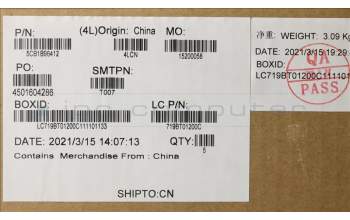 P/N:
(4L)Origin: China
MO:
5CB1B96412
4LCN
15200056
PO:
SMTPN:
4501604286
T007
BOXID:
LC P/N:
LC719BT01200C111101133
719BT01200C
DATE: 2021/3/15 14:07:13
QTY:
5
Contains Merchandise From : China
SHIPTO:CN
净重: WEIGHT: 3.09 Kg
DATE: 2021/3/15 19:29
BOXID:
LC719BT01200C111101
QA
PASS